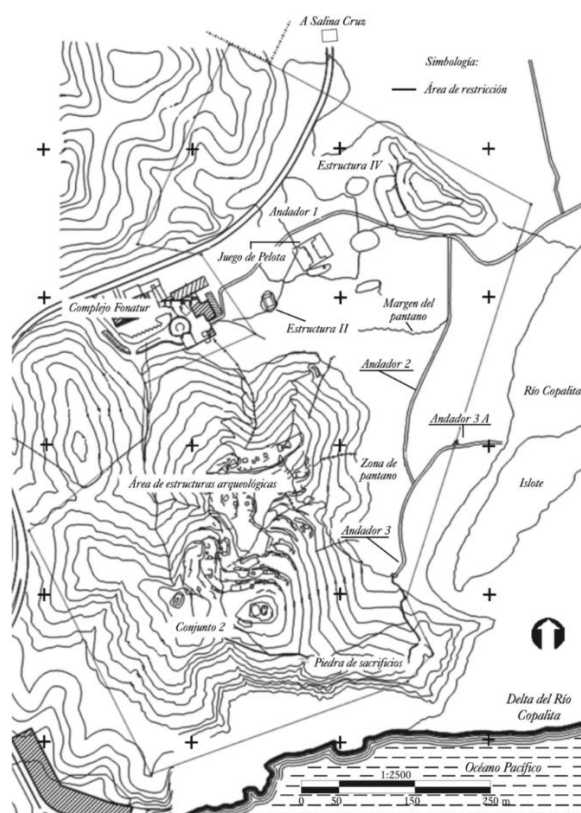 A Salina Cruz
Simbología:
Área de restricción
Estructura IV
Andador 1
Juego de Pelota
Complejo Fonatur
Estructura II
Margen del
pantano
Andador 2
Río Copalita
Andador 3 A
Zona de
pantano
Área de estructuras arqueológicas
Islote
Andador 3
Conjunto 2
Piedra de sacrificios
Delta del Río
Copalita
Océano Pacífico
1:2500
0 50 150 250 m